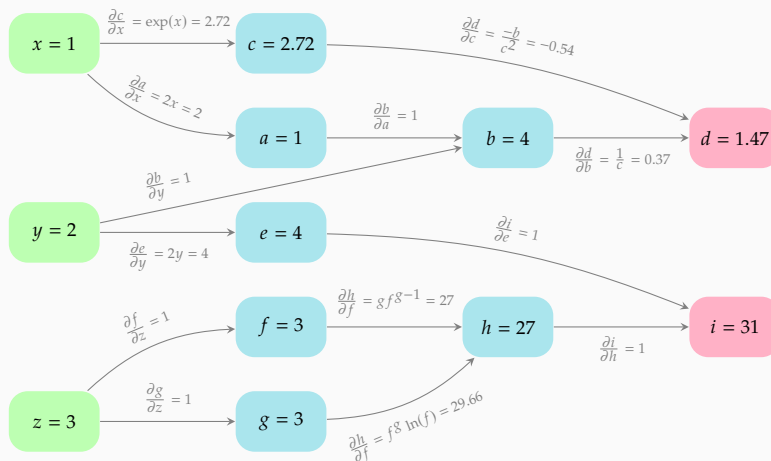 x = 1
∂c/∂x = exp(x) = 2.72
c = 2.72
∂d/∂c = −b/c² = −0.54
∂a/∂x = 2x = 2
a = 1
∂b/∂a = 1
b = 4
∂d/∂b = 1/c = 0.37
d = 1.47
∂b/∂y = 1
y = 2
∂e/∂y = 2y = 4
e = 4
∂i/∂e = 1
∂f/∂z = 1
f = 3
∂h/∂f = gf^{g−1} = 27
h = 27
∂i/∂h = 1
i = 31
z = 3
∂g/∂z = 1
g = 3
∂h/∂f = f^g ln(f) = 29.66